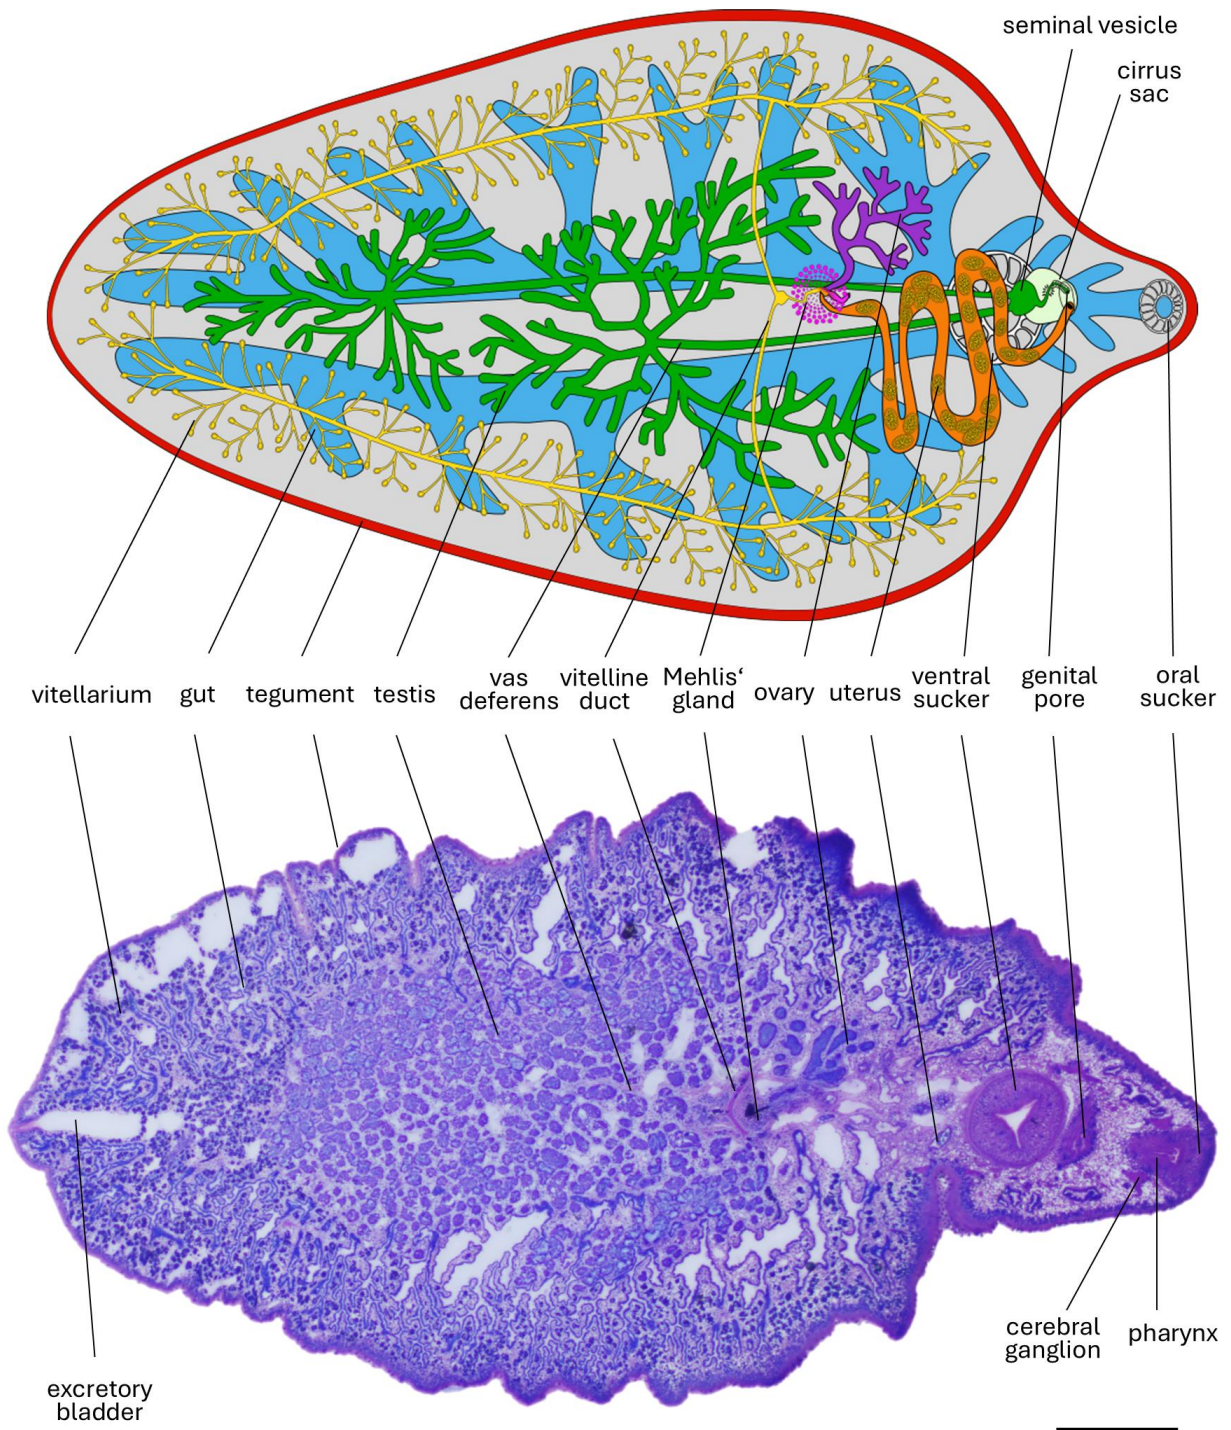 seminal vesicle
cirrus
sac
vitellarium
gut
tegument
testis
vas
deferens
vitelline
duct
Mehlis‘
gland
ovary
uterus
ventral
sucker
genital
pore
oral
sucker
cerebral
ganglion
pharynx
excretory
bladder